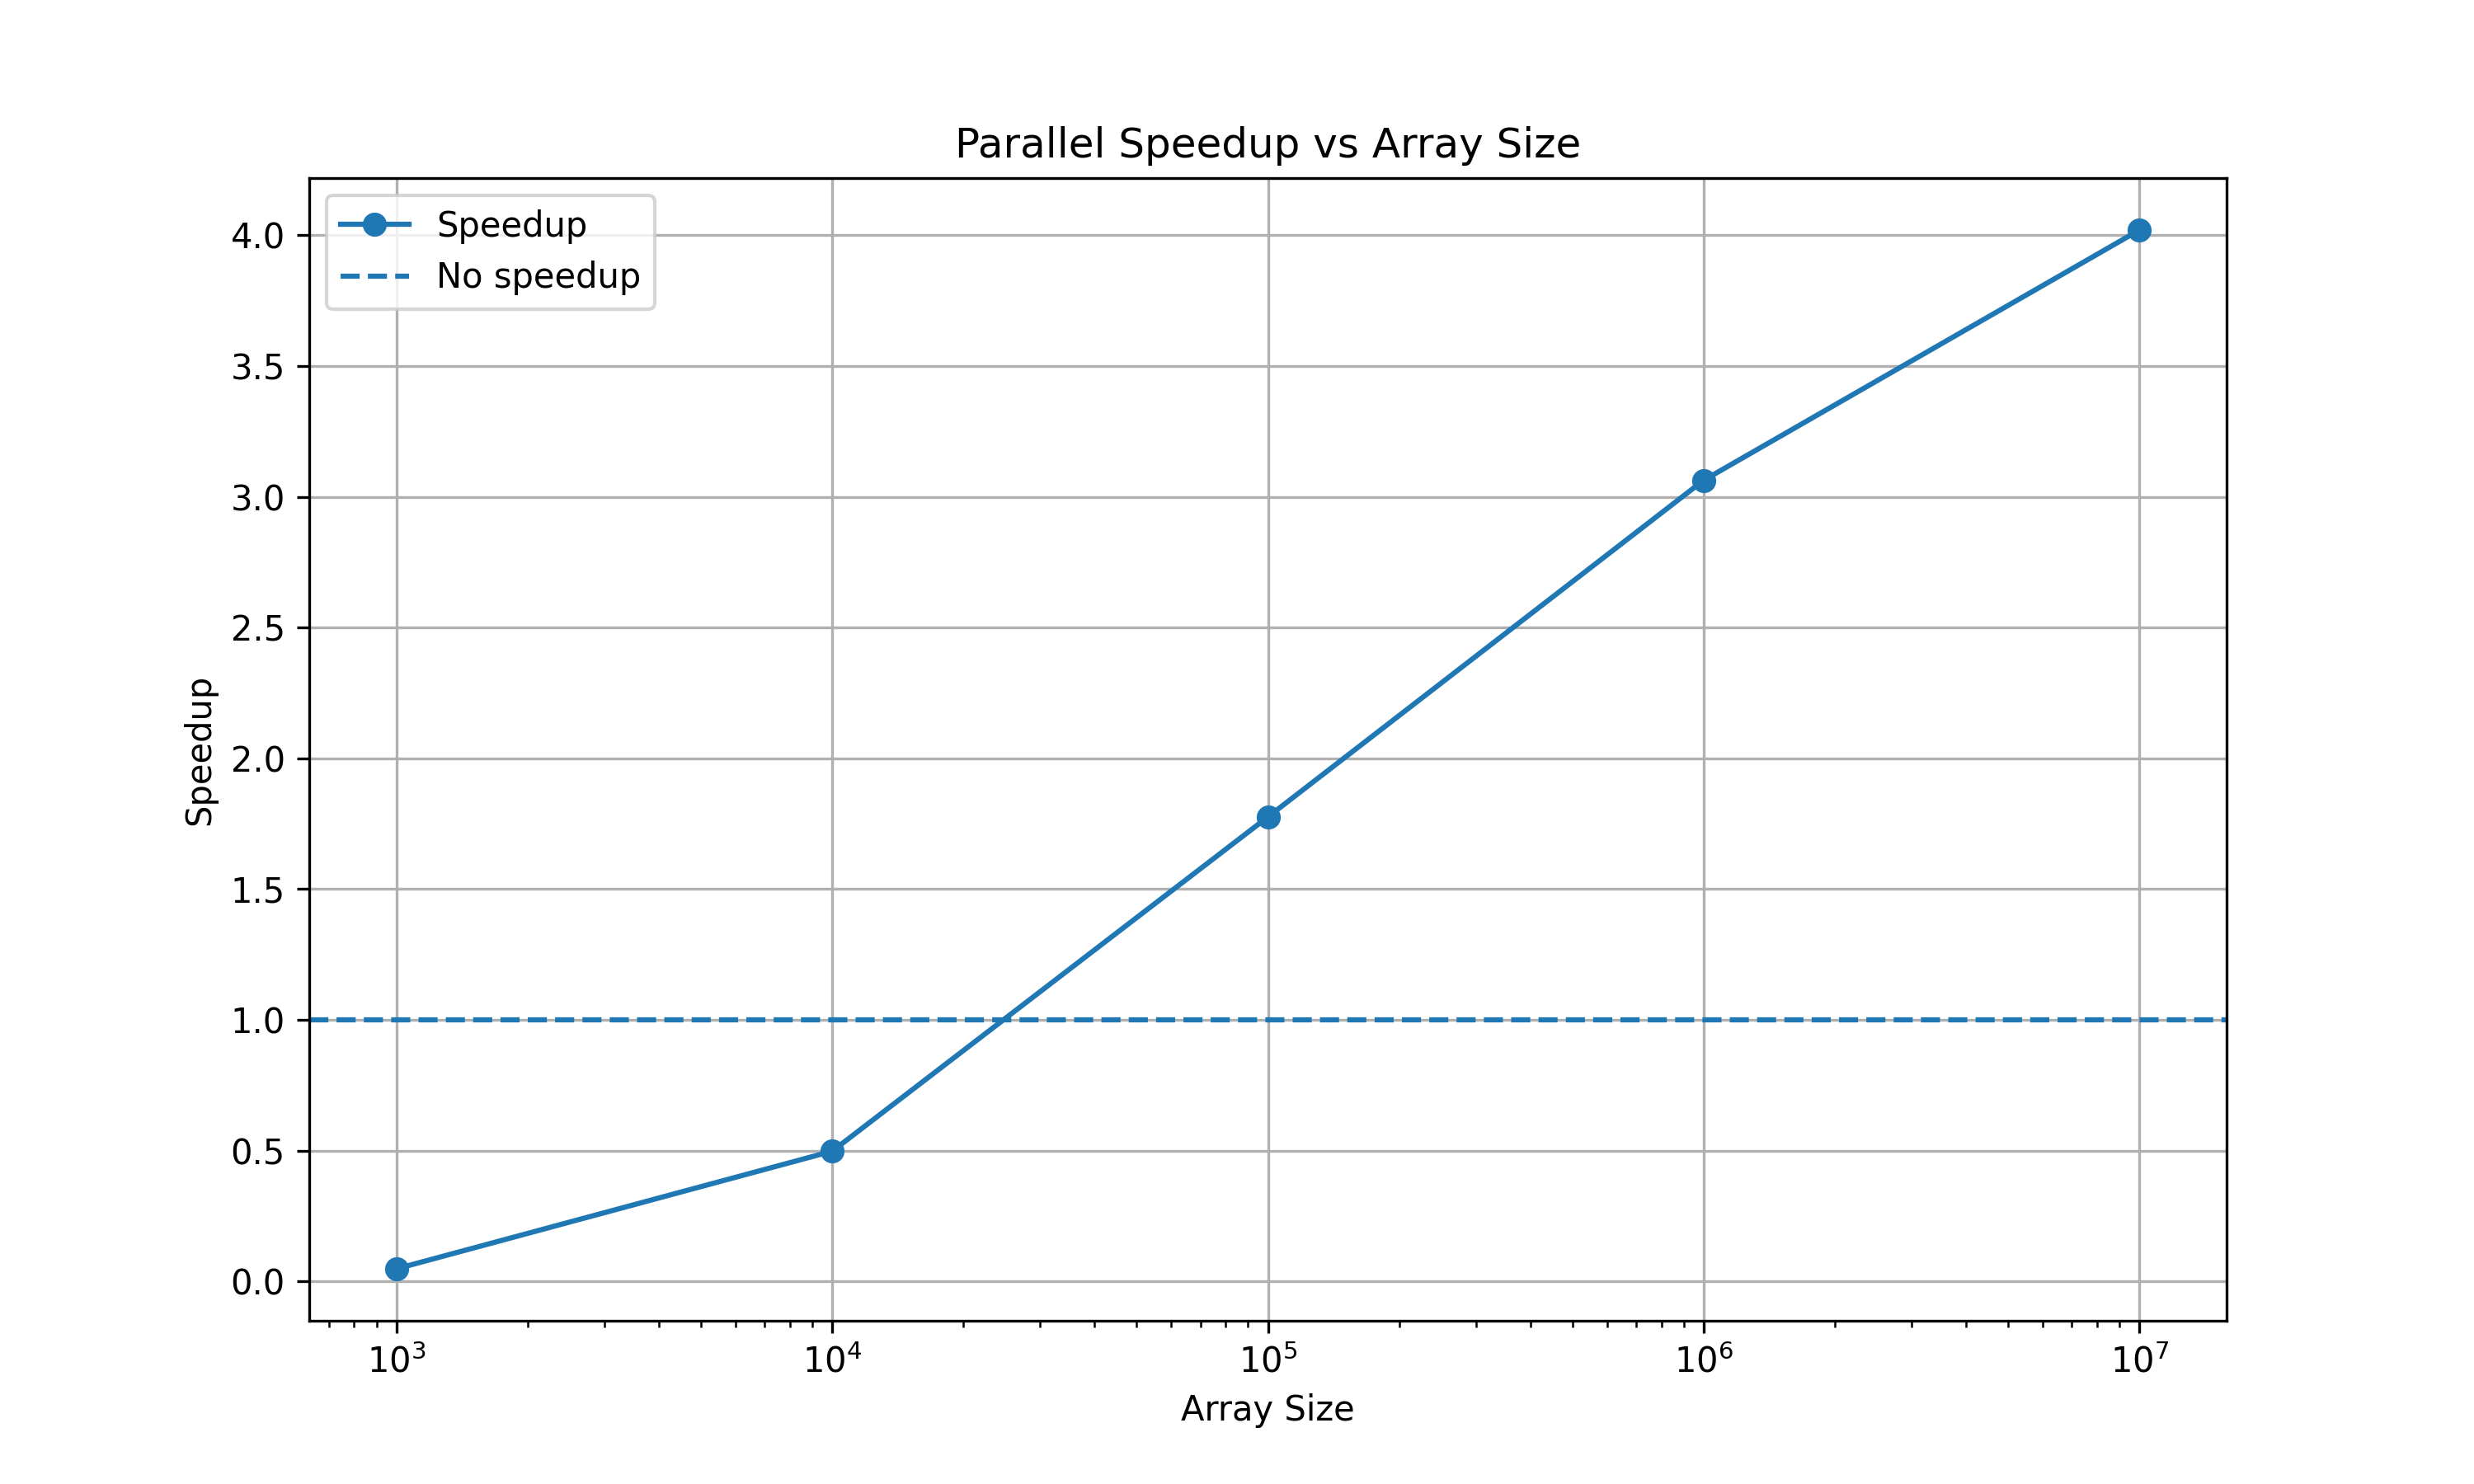 Parallel Speedup vs Array Size
Speedup
No speedup
4.0
3.5
3.0
2.5
2.0
1.5
1.0
0.5
0.0
Speedup
10³
10⁴
10⁵
10⁶
10⁷
Array Size